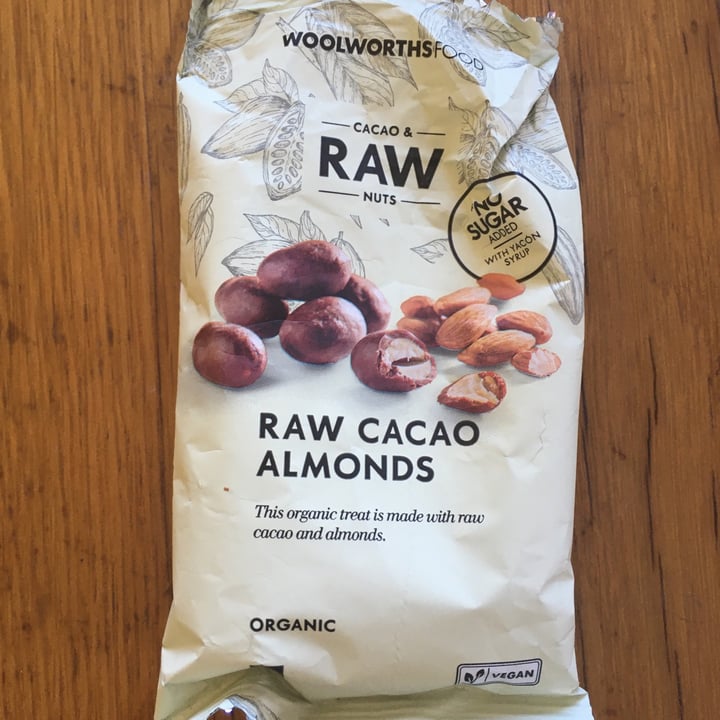 WOOLWORTHSFOOD
CACAO &
RAW
NUTS
NO
SUGAR
ADDED
WITH YACÓN
SYRUP
RAW CACAO
ALMONDS
This organic treat is made with raw
cacao and almonds.
ORGANIC
VEGAN